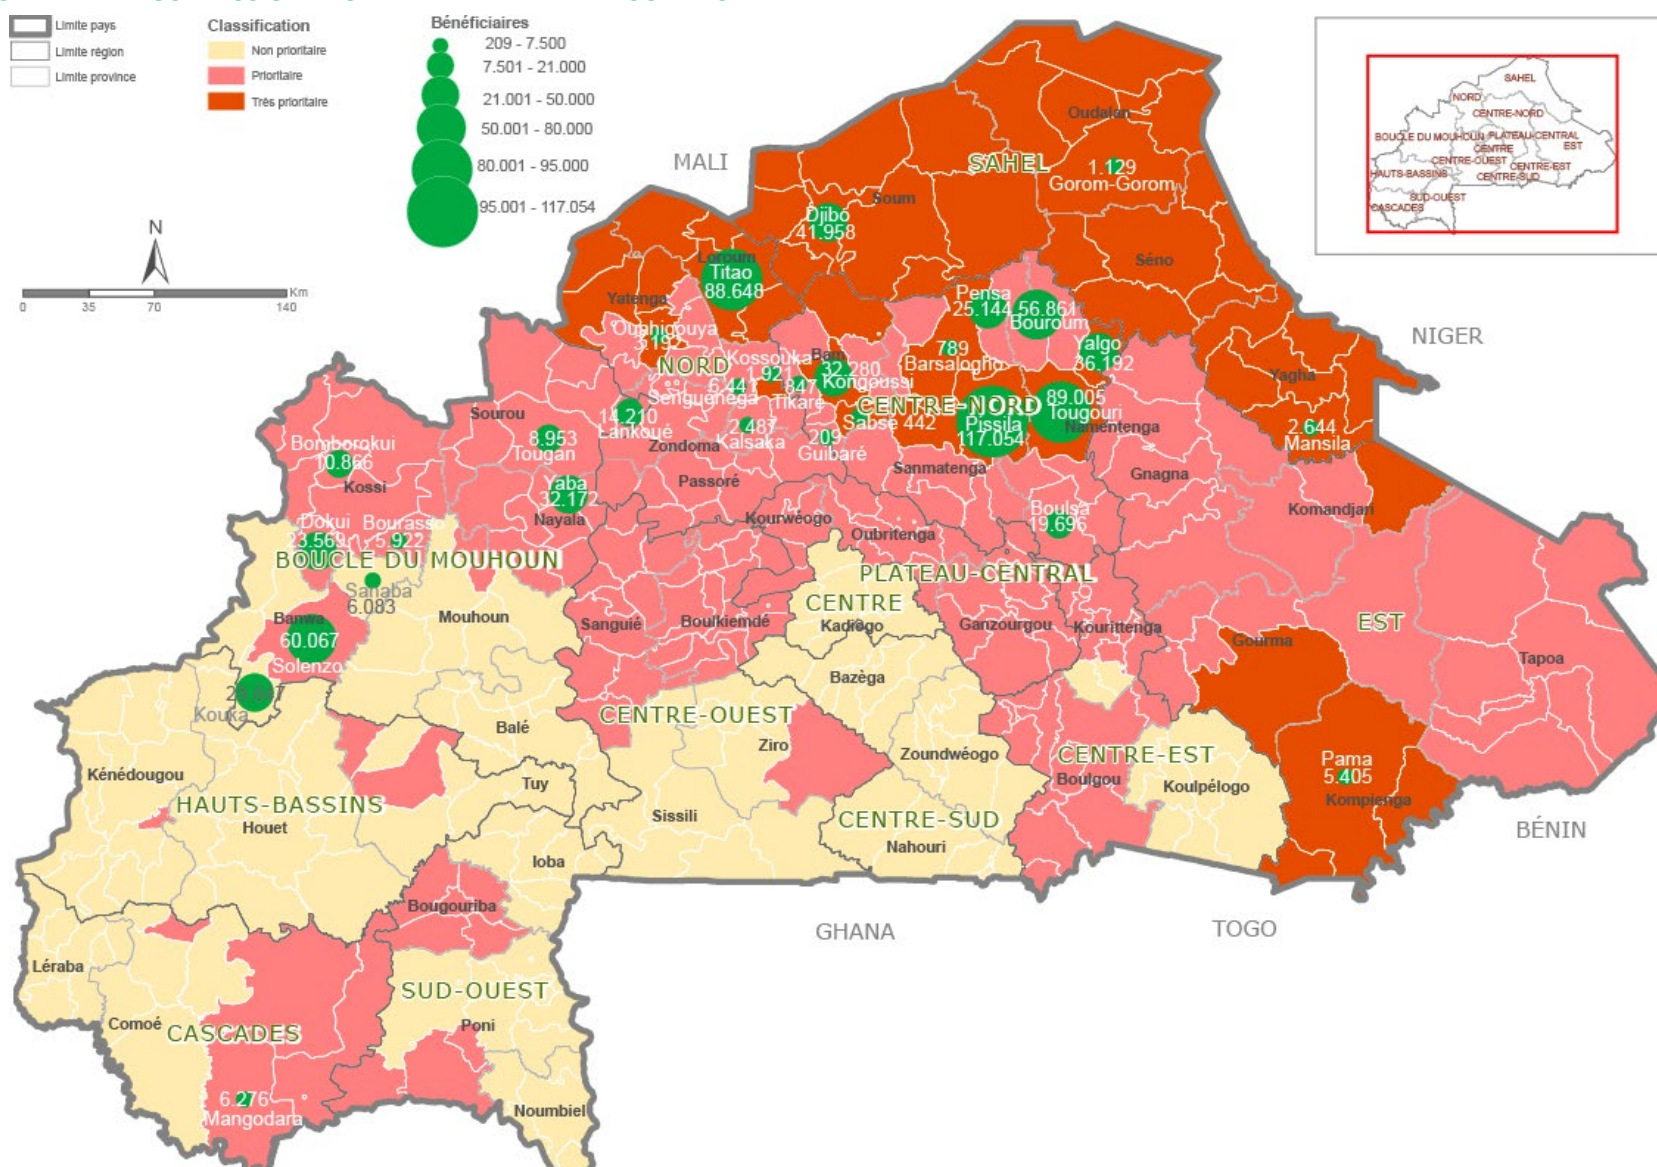 Limite pays
Limite région
Limite province
Classification
Non prioritaire
Prioritaire
Très prioritaire
Bénéficiaires
209 - 7.500
7.501 - 21.000
21.001 - 50.000
50.001 - 80.000
80.001 - 95.000
95.001 - 117.054
N
0 35 70 140 Km
SAHEL
NORD
CENTRE-NORD
BOUCLE DU MOUHOUN
PLATEAU-CENTRAL
EST
CENTRE
CENTRE-OUEST
CENTRE-EST
HAUTS-BASSINS
CENTRE-SUD
SUD-OUEST
CASCADES
MALI
NIGER
BÉNIN
TOGO
GHANA
Oudalan
SAHEL
1.129
Gorom-Gorom
Soum
Djibo
41.958
Séno
Loroum
Titao
88.648
Yatenga
Pensa
25.144
56.861
Bouroum
Ouahigouya
3.192
NORD
Kossouka
1.921
Bam
32.280
Kongoussi
789
Barsalogho
Yalgo
36.192
Yagha
6.441
Senguenega
847
Tikaré
CENTRE-NORD
89.005
Tougouri
Namentenga
Sourou
14.210
Lankoué
2.487
Kalsaka
209
Guibaré
Sabsé 442
Pissila
117.054
2.644
Mansila
Bomborokui
10.866
Kossi
8.953
Tougan
Zondoma
Passoré
Sanmatenga
Gnagna
Komandjari
Yaba
32.172
Nayala
Kourwéogo
Oubritenga
Boulsa
19.696
Dokui
23.569
Bourasso
5.922
BOUCLE DU MOUHOUN
Sanaba
6.083
PLATEAU-CENTRAL
CENTRE
Kadiogo
Banwa
60.067
Solenzo
Mouhoun
Sanguié
Boulkiemdé
Ganzourgou
Kourittenga
EST
Gourma
Tapoa
Kouka
Bazèga
Balé
CENTRE-OUEST
Ziro
Zoundwéogo
CENTRE-EST
Boulgou
Koulpélogo
Pama
5.405
Kompienga
Kénédougou
HAUTS-BASSINS
Houet
Tuy
Sissili
CENTRE-SUD
Nahouri
Ioba
Bougouriba
Léraba
Comoé
CASCADES
SUD-OUEST
Poni
6.276
Mangodara
Noumbiel